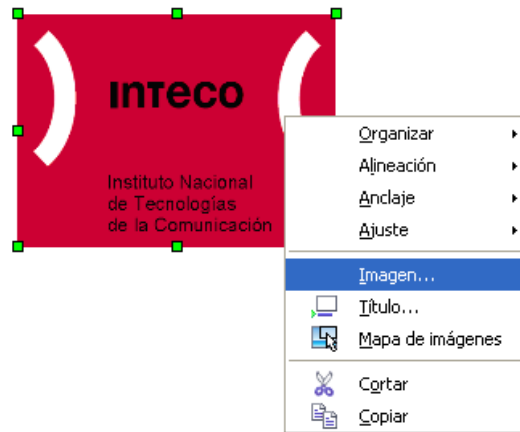 INTECO
Instituto Nacional
de Tecnologías
de la Comunicación
Organizar
Alineación
Anclaje
Ajuste
Imagen...
Título...
Mapa de imágenes
Cortar
Copiar